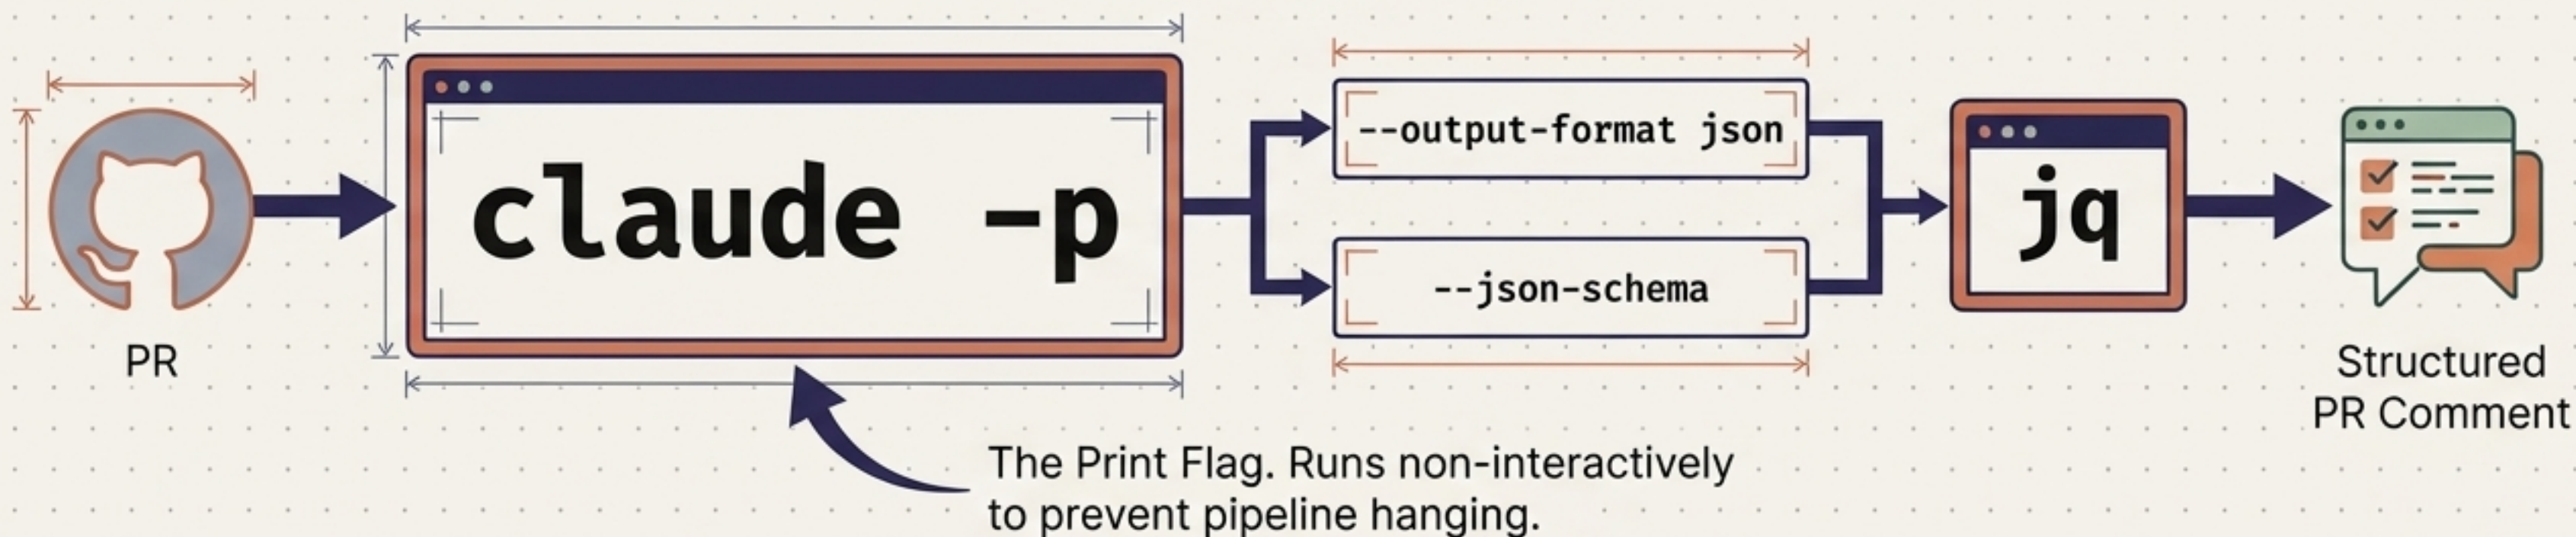 PR
claude -p
--output-format json
--json-schema
jq
Structured
PR Comment
The Print Flag. Runs non-interactively
to prevent pipeline hanging.